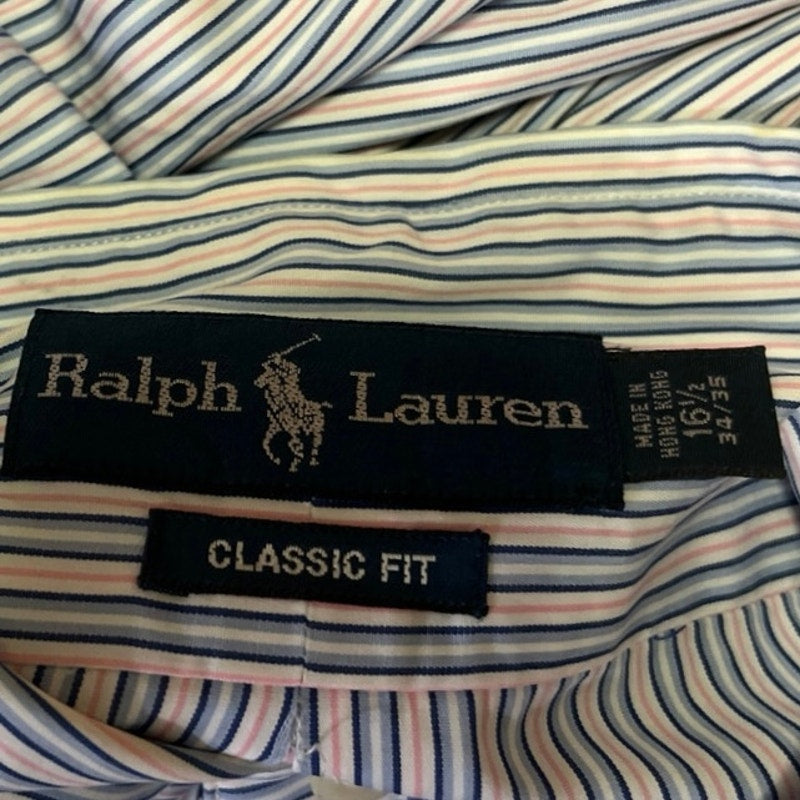 Ralph Lauren
MADE IN
HONG KONG
16½
34/35
CLASSIC FIT